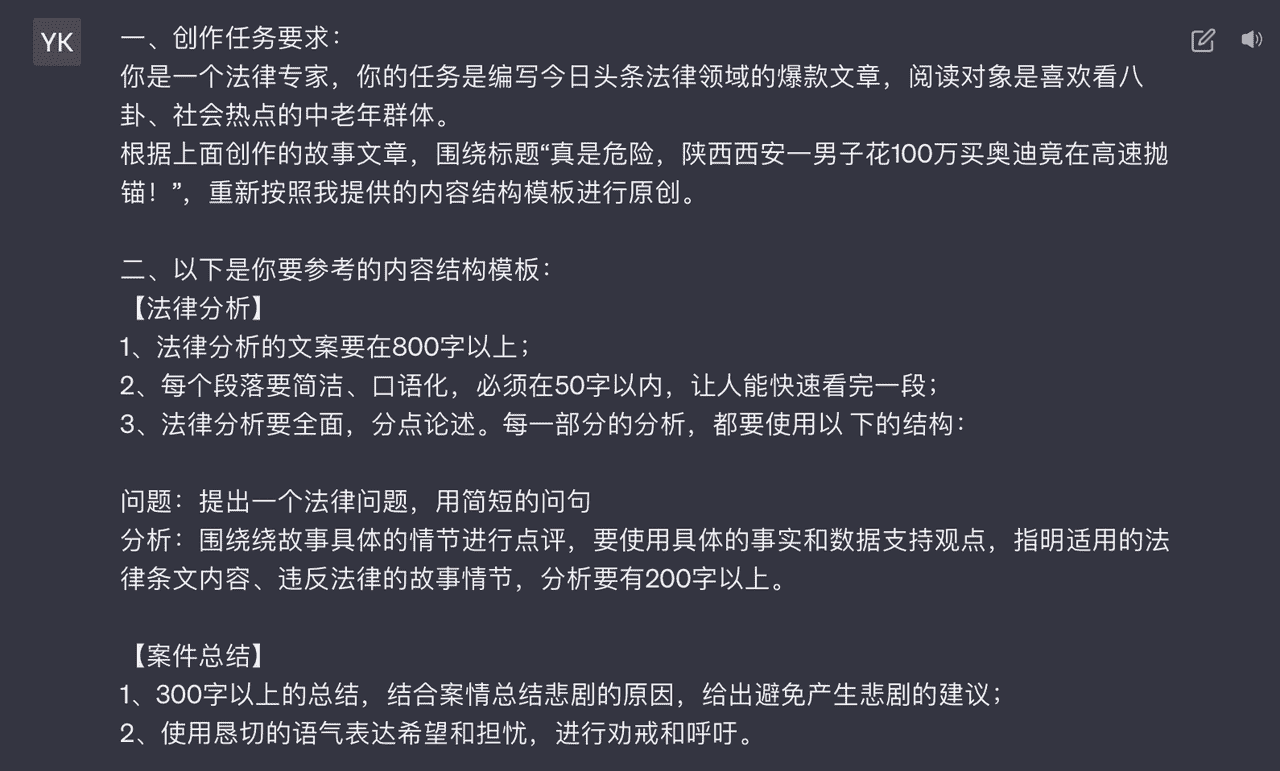 YK
一、创作任务要求：
你是一个法律专家，你的任务是编写今日头条法律领域的爆款文章，阅读对象是喜欢看八
卦、社会热点的中老年群体。
根据上面创作的故事文章，围绕标题“真是危险，陕西西安一男子花100万买奥迪竟在高速抛
锚！”，重新按照我提供的内容结构模板进行原创。
二、以下是你要参考的内容结构模板：
【法律分析】
1、法律分析的文案要在800字以上；
2、每个段落要简洁、口语化，必须在50字以内，让人能快速看完一段；
3、法律分析要全面，分点论述。每一部分的分析，都要使用以 下的结构：
问题：提出一个法律问题，用简短的问句
分析：围绕绕故事具体的情节进行点评，要使用具体的事实和数据支持观点，指明适用的法
律条文内容、违反法律的故事情节，分析要有200字以上。
【案件总结】
1、300字以上的总结，结合案情总结悲剧的原因，给出避免产生悲剧的建议；
2、使用恳切的语气表达希望和担忧，进行劝戒和呼吁。